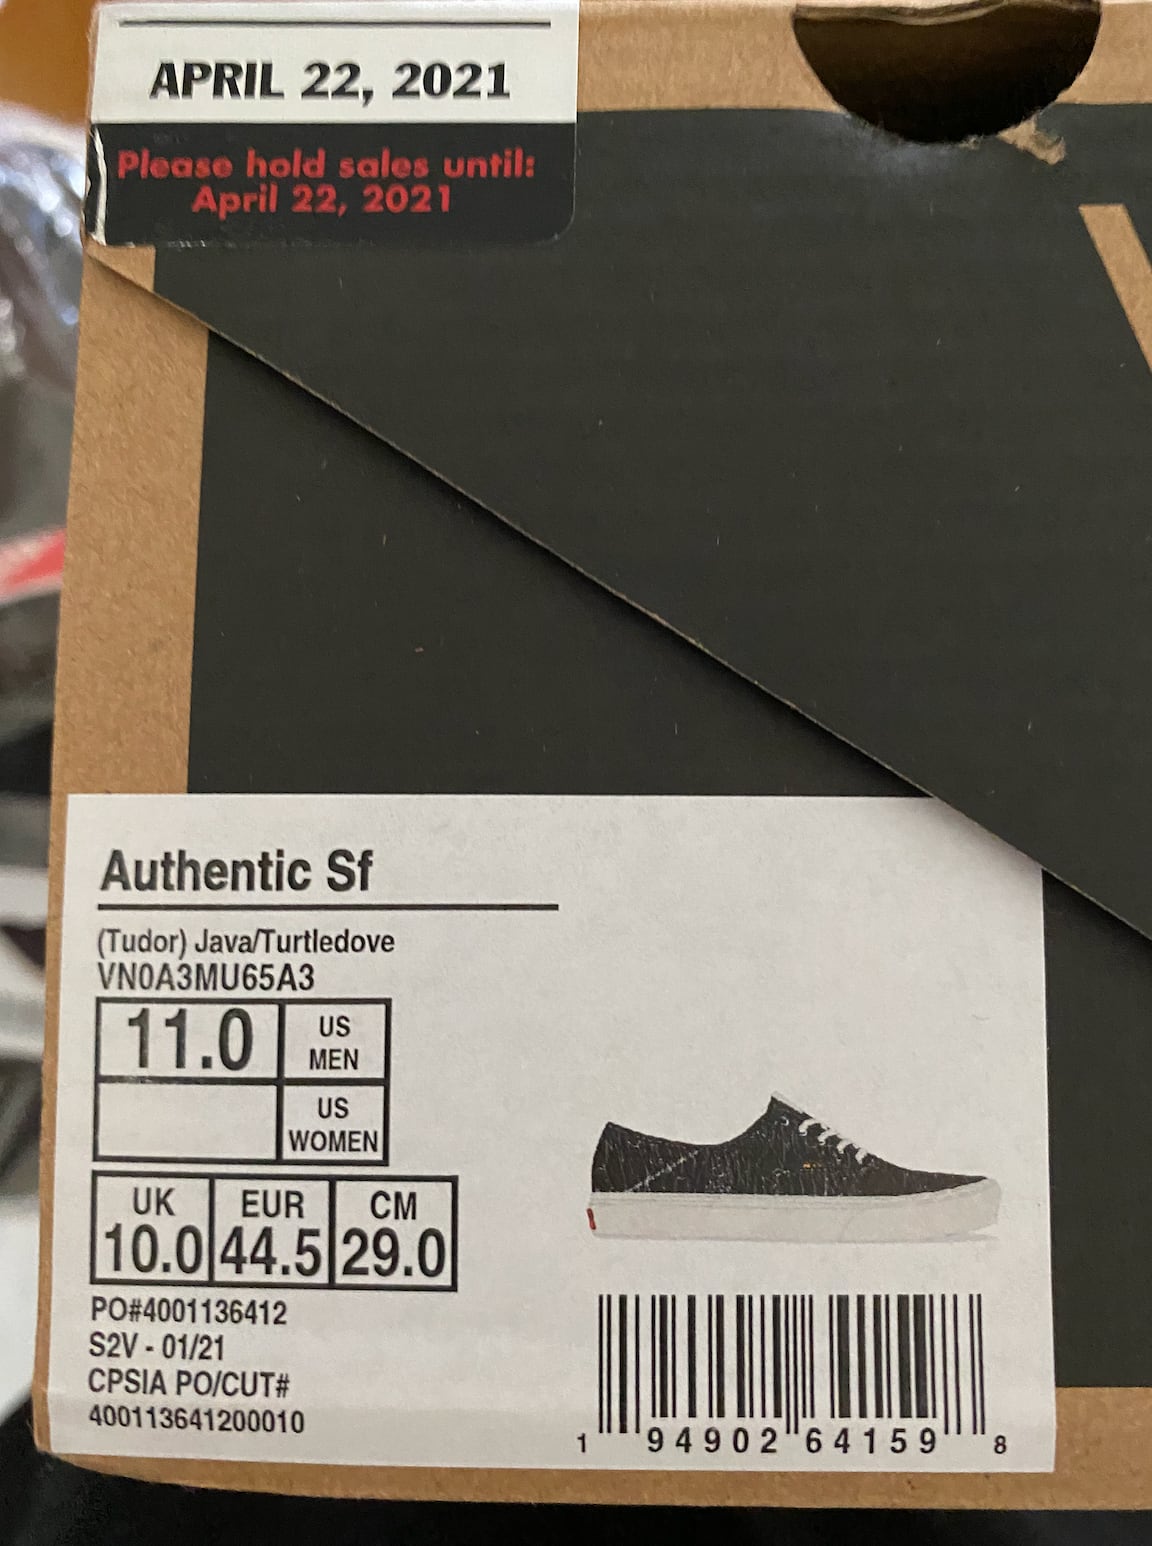 APRIL 22, 2021
Please hold sales until:
April 22, 2021
Authentic Sf
(Tudor) Java/Turtledove
VN0A3MU65A3
11.0 US MEN
US WOMEN
UK EUR CM
10.0 44.5 29.0
PO#4001136412
S2V - 01/21
CPSIA PO/CUT#
400113641200010
1 94902 64159 8